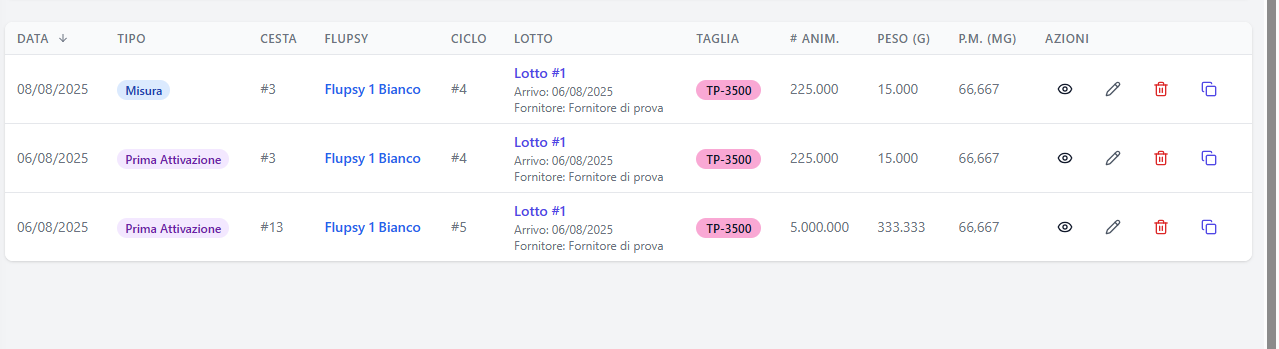 DATA TIPO CESTA FLUPSY CICLO LOTTO TAGLIA # ANIM. PESO (G) P.M. (MG) AZIONI
08/08/2025 Misura #3 Flupsy 1 Bianco #4 Lotto #1 TP-3500 225.000 15.000 66,667
Arrivo: 06/08/2025
Fornitore: Fornitore di prova
06/08/2025 Prima Attivazione #3 Flupsy 1 Bianco #4 Lotto #1 TP-3500 225.000 15.000 66,667
Arrivo: 06/08/2025
Fornitore: Fornitore di prova
06/08/2025 Prima Attivazione #13 Flupsy 1 Bianco #5 Lotto #1 TP-3500 5.000.000 333.333 66,667
Arrivo: 06/08/2025
Fornitore: Fornitore di prova